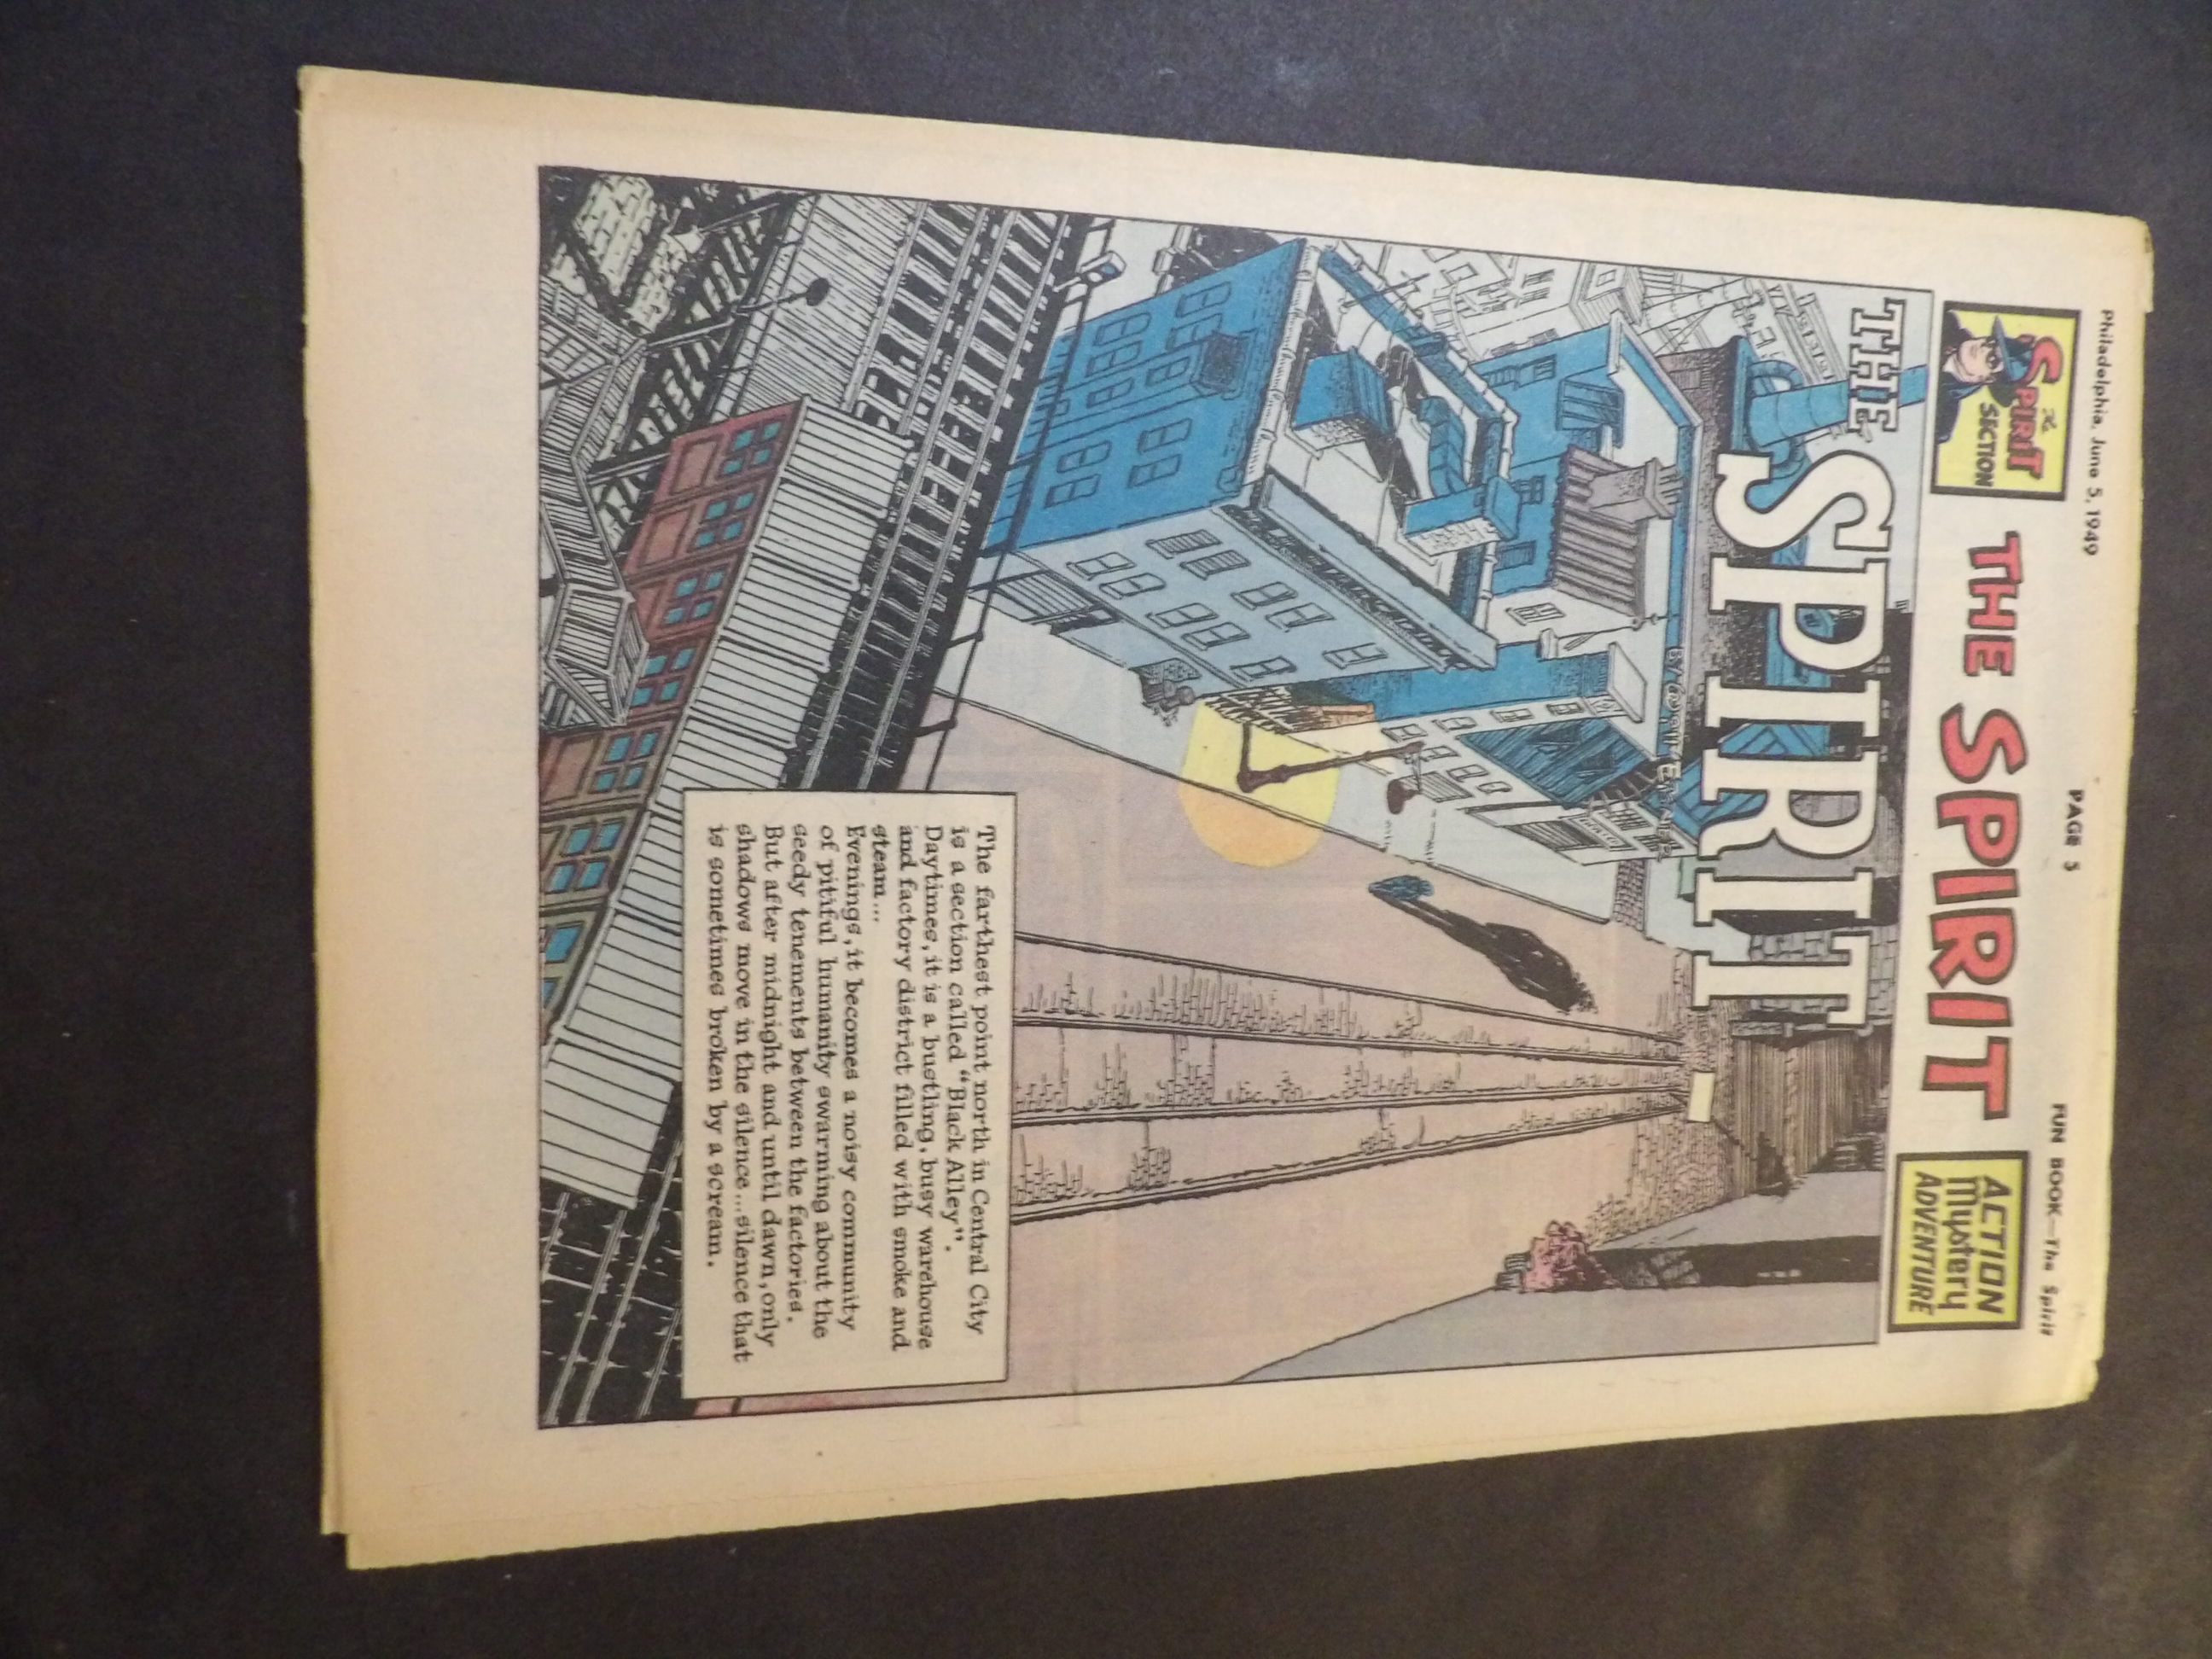 Philadelphia, June 5, 1949
PAGE 5
FUN BOOK—The Spirit
The
SPIRIT
SECTION
THE SPIRIT
ACTION
mystery
ADVENTURE
THE SPIRIT
BY WILL EISNER
The farthest point north in Central City
is a section called "Black Alley".
Daytimes, it is a bustling, busy warehouse
and factory district filled with smoke and
steam...
Evenings, it becomes a noisy community
of pitiful humanity swarming about the
seedy tenements between the factories.
But after midnight and until dawn, only
shadows move in the silence...silence that
is sometimes broken by a scream.